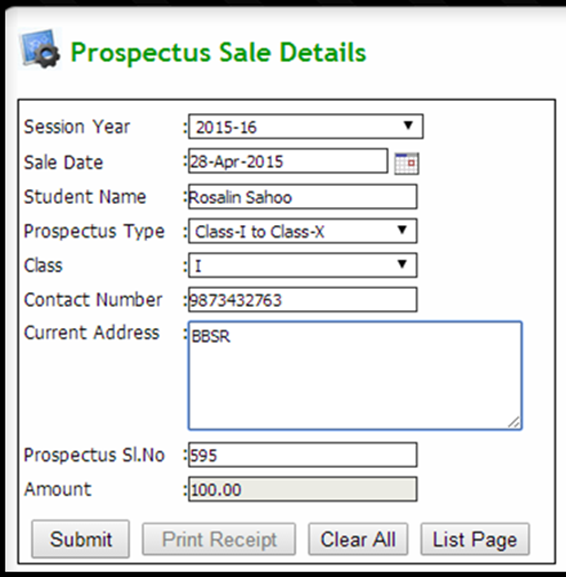 Prospectus Sale Details
Session Year : 2015-16
Sale Date : 28-Apr-2015
Student Name : Rosalin Sahoo
Prospectus Type : Class-I to Class-X
Class : I
Contact Number : 9873432763
Current Address : BBSR
Prospectus Sl.No : 595
Amount : 100.00
Submit Print Receipt Clear All List Page